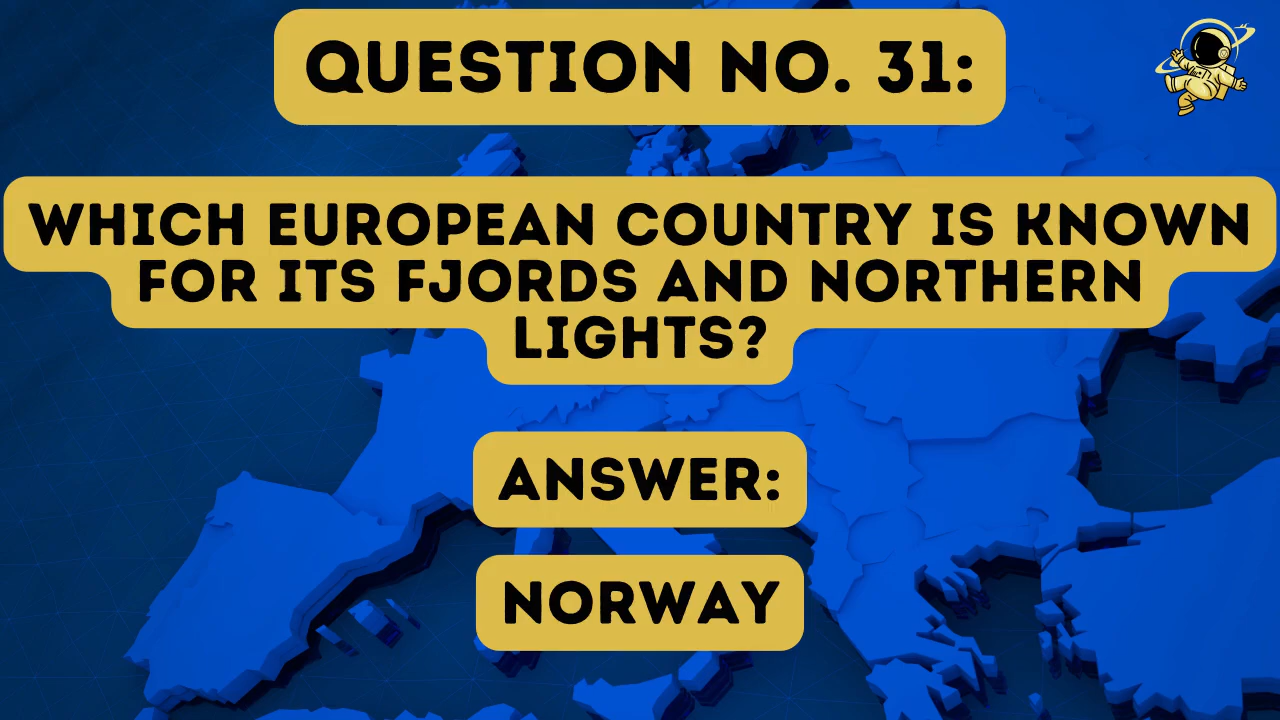 QUESTION NO. 31:
WHICH EUROPEAN COUNTRY IS KNOWN
FOR ITS FJORDS AND NORTHERN
LIGHTS?
ANSWER:
NORWAY